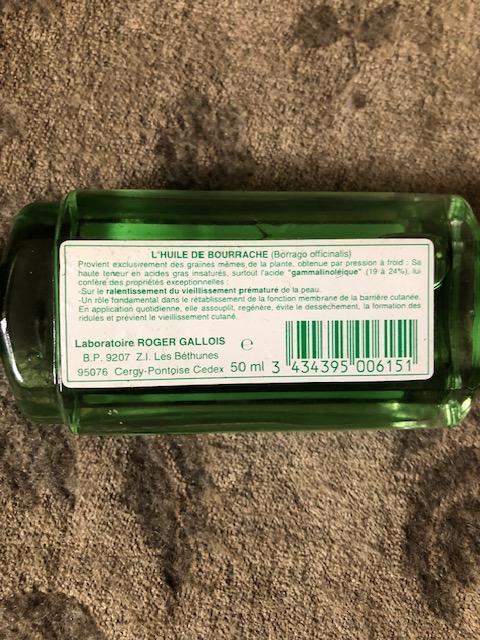 L'HUILE DE BOURRACHE (Borrago officinalis)
Provient exclusivement des graines mêmes de la plante, obtenue par pression à froid : Sa
haute teneur en acides gras insaturés, surtout l'acide "gammalinoléique" (19 à 24%), lui
confère des propriétés exceptionnelles :
-Sur le ralentissement du vieillissement prématuré de la peau.
-Un rôle fondamental dans le rétablissement de la fonction membrane de la barrière cutanée.
En application quotidienne, elle assouplit, regénère, évite le dessèchement, la formation des
ridules et prévient le vieillissement cutané.
Laboratoire ROGER GALLOIS ℮
B.P. 9207 Z.I. Les Béthunes
95076 Cergy-Pontoise Cedex 50 ml 3 434395 006151